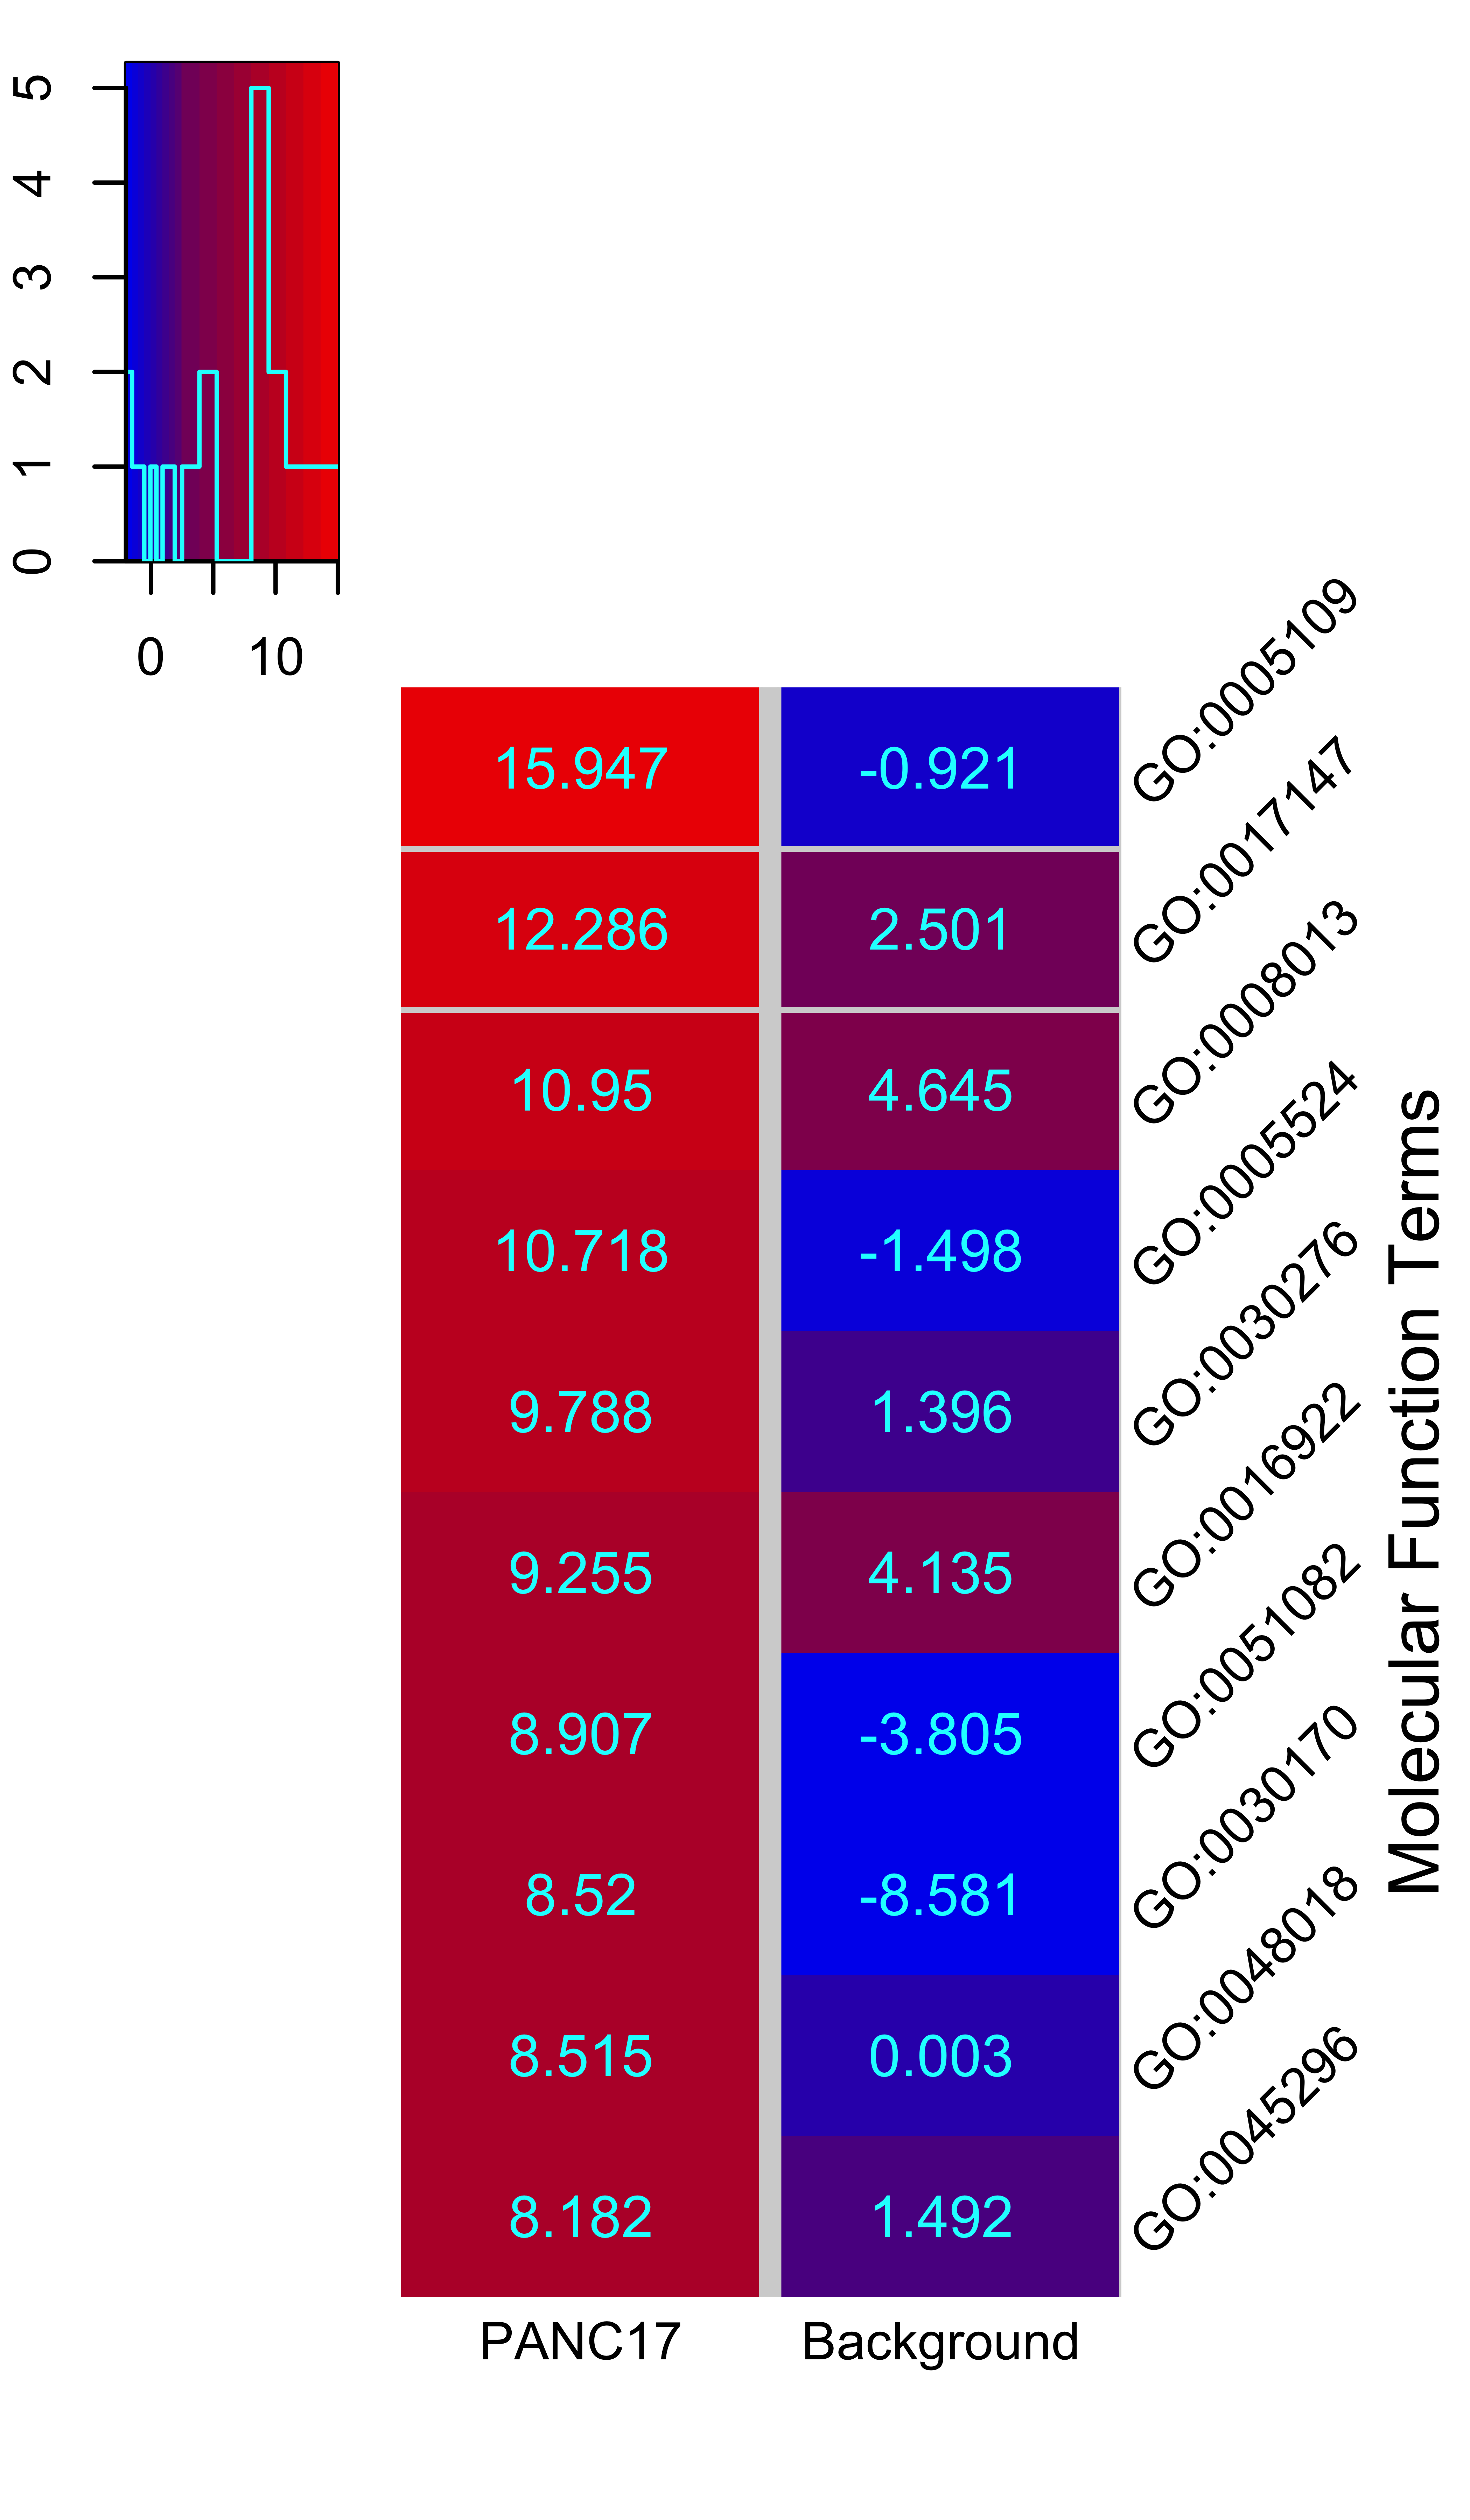 5
4
3
2
1
0
0 10
15.947 -0.921 GO:0005109
12.286 2.501 GO:0017147
10.95 4.645 GO:0008013
10.718 -1.498 GO:0005524
9.788 1.396 GO:0030276
9.255 4.135 GO:0016922
8.907 -3.805 GO:0051082
8.52 -8.581 GO:0030170
8.515 0.003 GO:0048018
8.182 1.492 GO:0045296
Molecular Function Terms
PANC17 Background